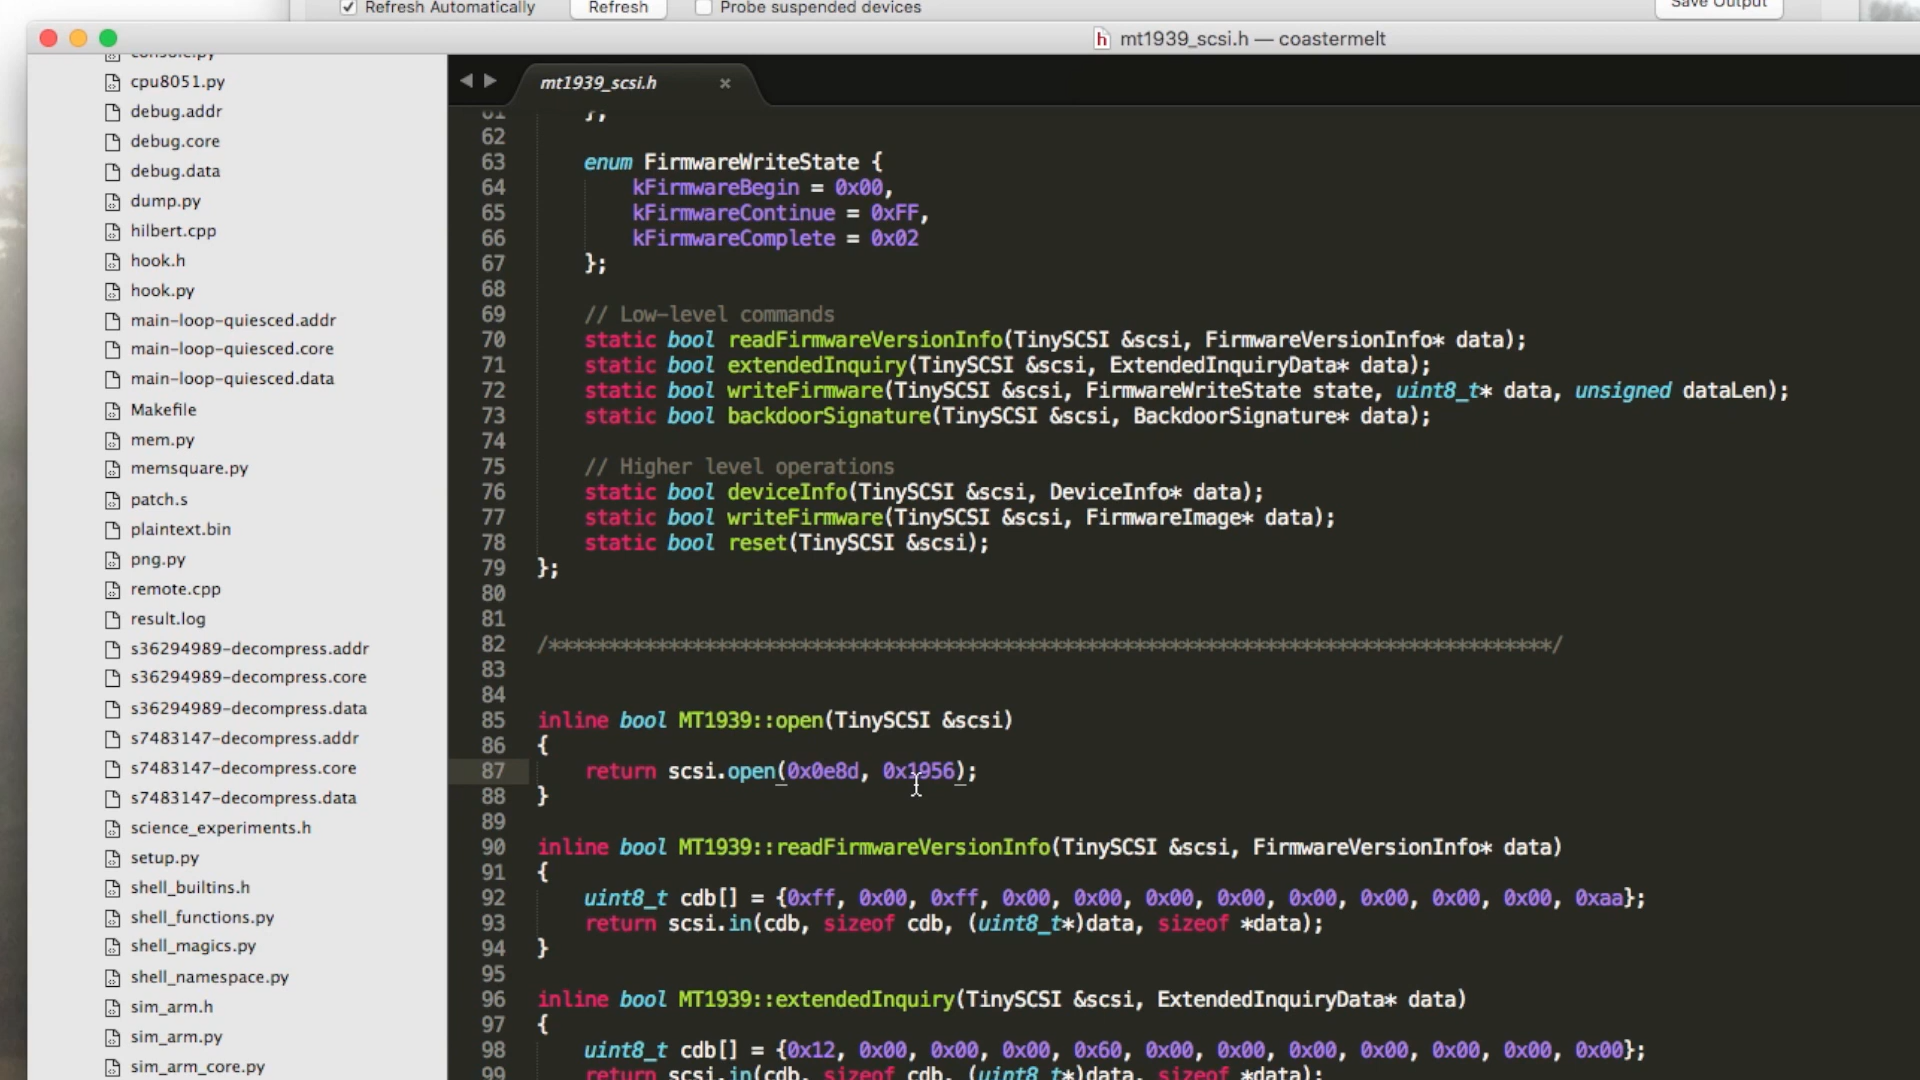 Refresh Automatically
Refresh
Probe suspended devices
Save Output
mt1939_scsi.h — coastermelt
console.py
cpu8051.py
debug.addr
debug.core
debug.data
dump.py
hilbert.cpp
hook.h
hook.py
main-loop-quiesced.addr
main-loop-quiesced.core
main-loop-quiesced.data
Makefile
mem.py
memsquare.py
patch.s
plaintext.bin
png.py
remote.cpp
result.log
s36294989-decompress.addr
s36294989-decompress.core
s36294989-decompress.data
s7483147-decompress.addr
s7483147-decompress.core
s7483147-decompress.data
science_experiments.h
setup.py
shell_builtins.h
shell_functions.py
shell_magics.py
shell_namespace.py
sim_arm.h
sim_arm.py
sim_arm_core.py
mt1939_scsi.h
61 };
62
63 enum FirmwareWriteState {
64 kFirmwareBegin = 0x00,
65 kFirmwareContinue = 0xFF,
66 kFirmwareComplete = 0x02
67 };
68
69 // Low-level commands
70 static bool readFirmwareVersionInfo(TinySCSI &scsi, FirmwareVersionInfo* data);
71 static bool extendedInquiry(TinySCSI &scsi, ExtendedInquiryData* data);
72 static bool writeFirmware(TinySCSI &scsi, FirmwareWriteState state, uint8_t* data, unsigned dataLen);
73 static bool backdoorSignature(TinySCSI &scsi, BackdoorSignature* data);
74
75 // Higher level operations
76 static bool deviceInfo(TinySCSI &scsi, DeviceInfo* data);
77 static bool writeFirmware(TinySCSI &scsi, FirmwareImage* data);
78 static bool reset(TinySCSI &scsi);
79 };
80
81
82 /************************************************************************************/
83
84
85 inline bool MT1939::open(TinySCSI &scsi)
86 {
87 return scsi.open(0x0e8d, 0x1956);
88 }
89
90 inline bool MT1939::readFirmwareVersionInfo(TinySCSI &scsi, FirmwareVersionInfo* data)
91 {
92 uint8_t cdb[] = {0xff, 0x00, 0xff, 0x00, 0x00, 0x00, 0x00, 0x00, 0x00, 0x00, 0x00, 0xaa};
93 return scsi.in(cdb, sizeof cdb, (uint8_t*)data, sizeof *data);
94 }
95
96 inline bool MT1939::extendedInquiry(TinySCSI &scsi, ExtendedInquiryData* data)
97 {
98 uint8_t cdb[] = {0x12, 0x00, 0x00, 0x00, 0x60, 0x00, 0x00, 0x00, 0x00, 0x00, 0x00, 0x00};
99 return scsi.in(cdb, sizeof cdb, (uint8_t*)data, sizeof *data);